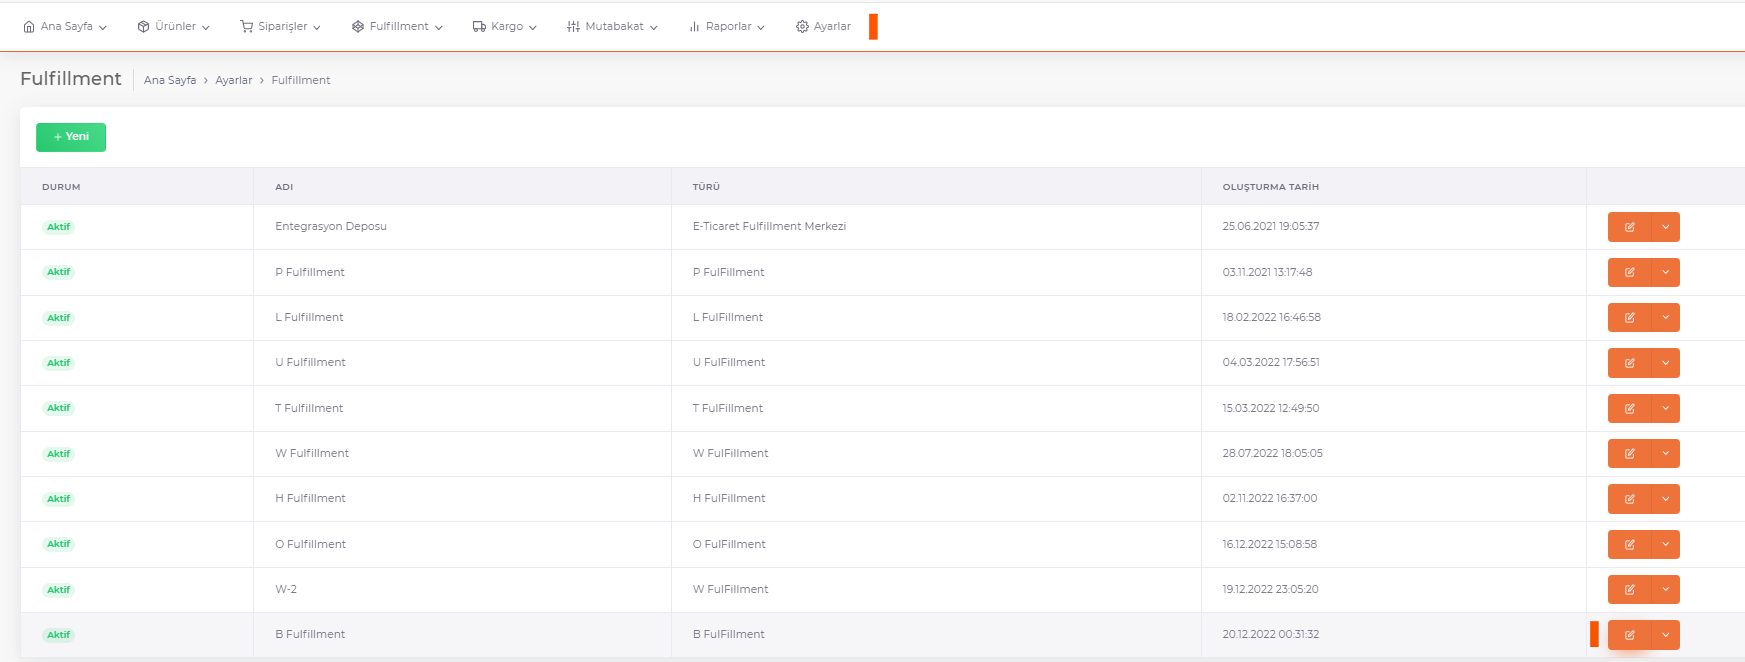 Ana Sayfa Ürünler Siparişler Fulfillment Kargo Mutabakat Raporlar Ayarlar
Fulfillment Ana Sayfa > Ayarlar > Fulfillment
+ Yeni
DURUM ADI TÜRÜ OLUŞTURMA TARİH
Aktif Entegrasyon Deposu E-Ticaret Fulfillment Merkezi 25.06.2021 19:05:37
Aktif P Fulfillment P FulFillment 03.11.2021 13:17:48
Aktif L Fulfillment L FulFillment 18.02.2022 16:46:58
Aktif U Fulfillment U FulFillment 04.03.2022 17:56:51
Aktif T Fulfillment T FulFillment 15.03.2022 12:49:50
Aktif W Fulfillment W FulFillment 28.07.2022 18:05:05
Aktif H Fulfillment H FulFillment 02.11.2022 16:37:00
Aktif O Fulfillment O FulFillment 16.12.2022 15:08:58
Aktif W-2 W FulFillment 19.12.2022 23:05:20
Aktif B Fulfillment B FulFillment 20.12.2022 00:31:32